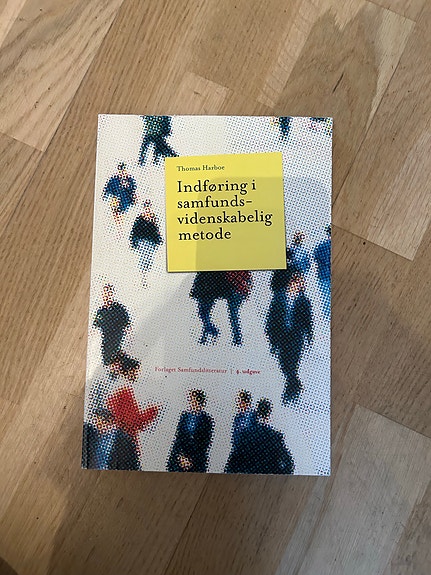 Thomas Harboe
Indføring i
samfunds-
videnskabelig
metode
Forlaget Samfundslitteratur | udgave